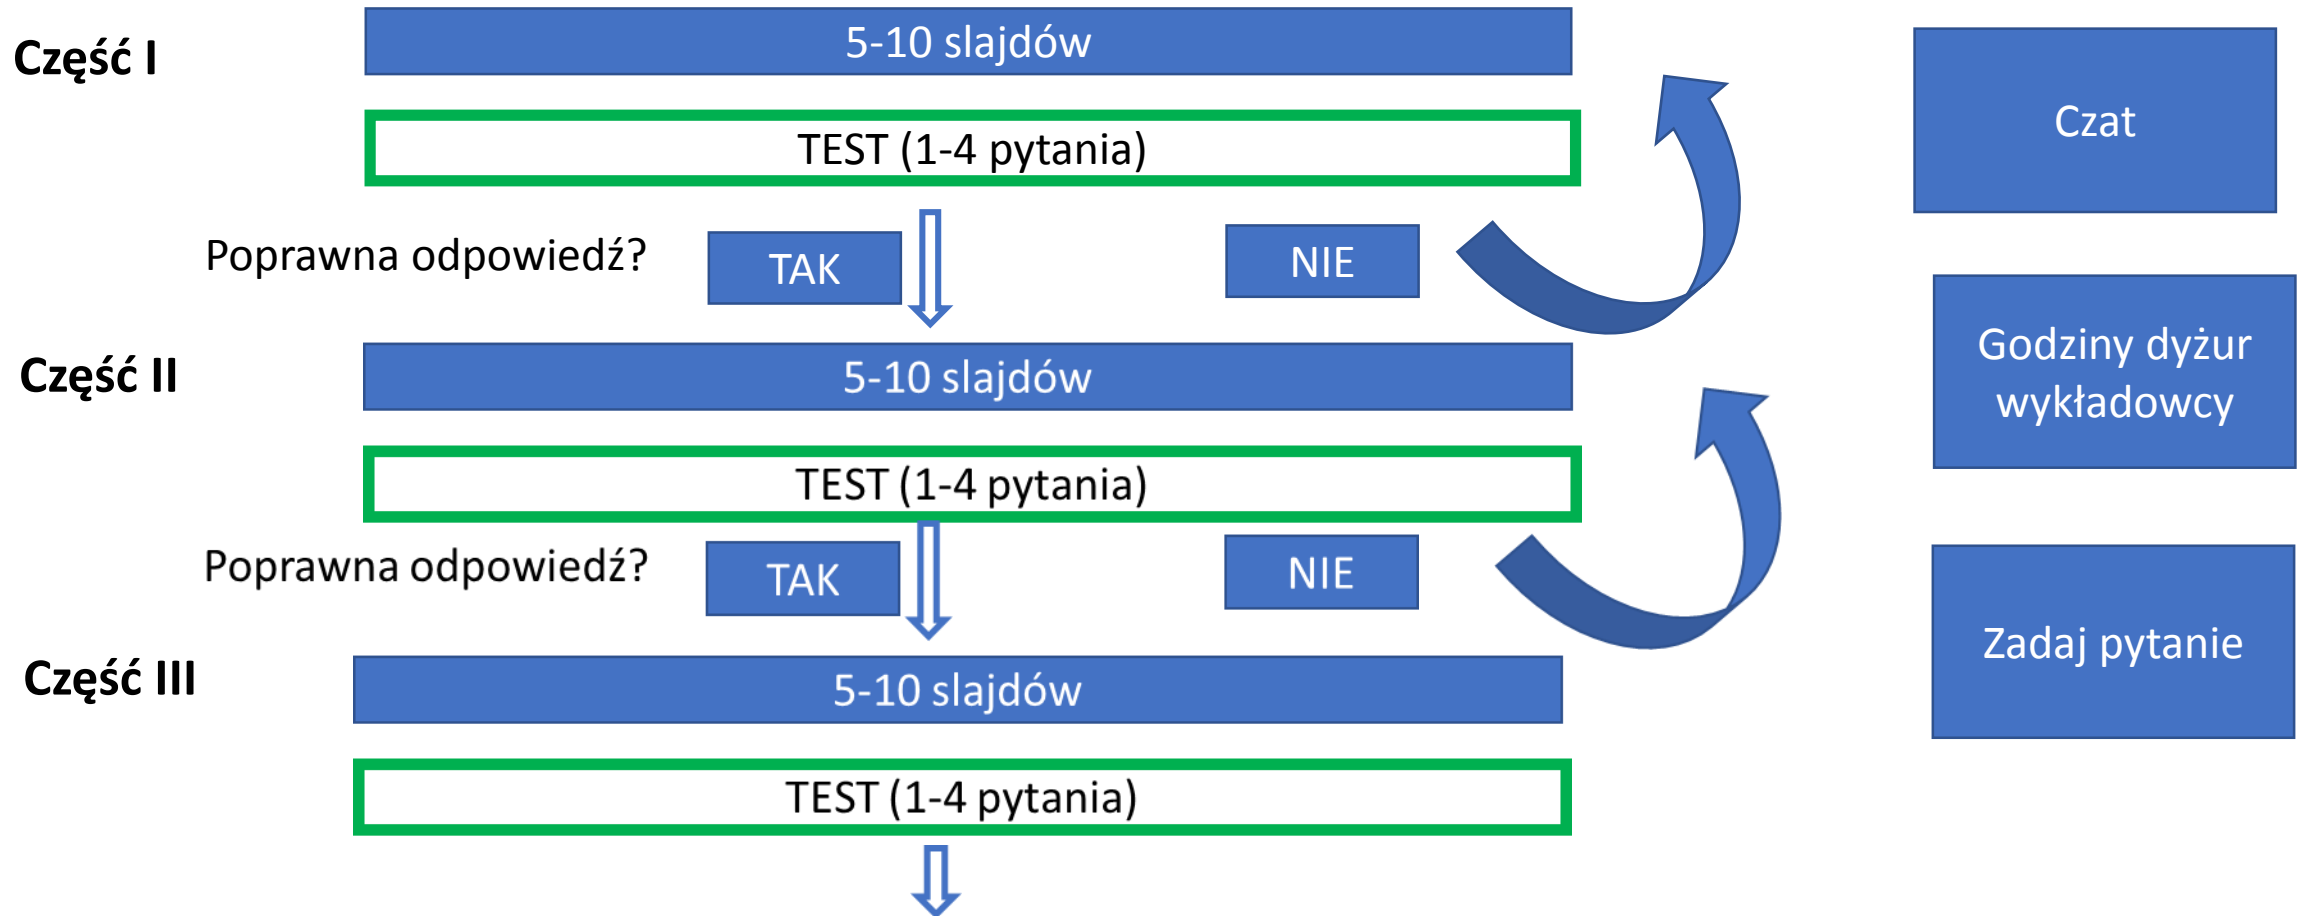 Część I
5-10 slajdów
TEST (1-4 pytania)
Poprawna odpowiedź?
TAK
NIE
Część II
5-10 slajdów
TEST (1-4 pytania)
Poprawna odpowiedź?
TAK
NIE
Część III
5-10 slajdów
TEST (1-4 pytania)
Czat
Godziny dyżur
wykładowcy
Zadaj pytanie